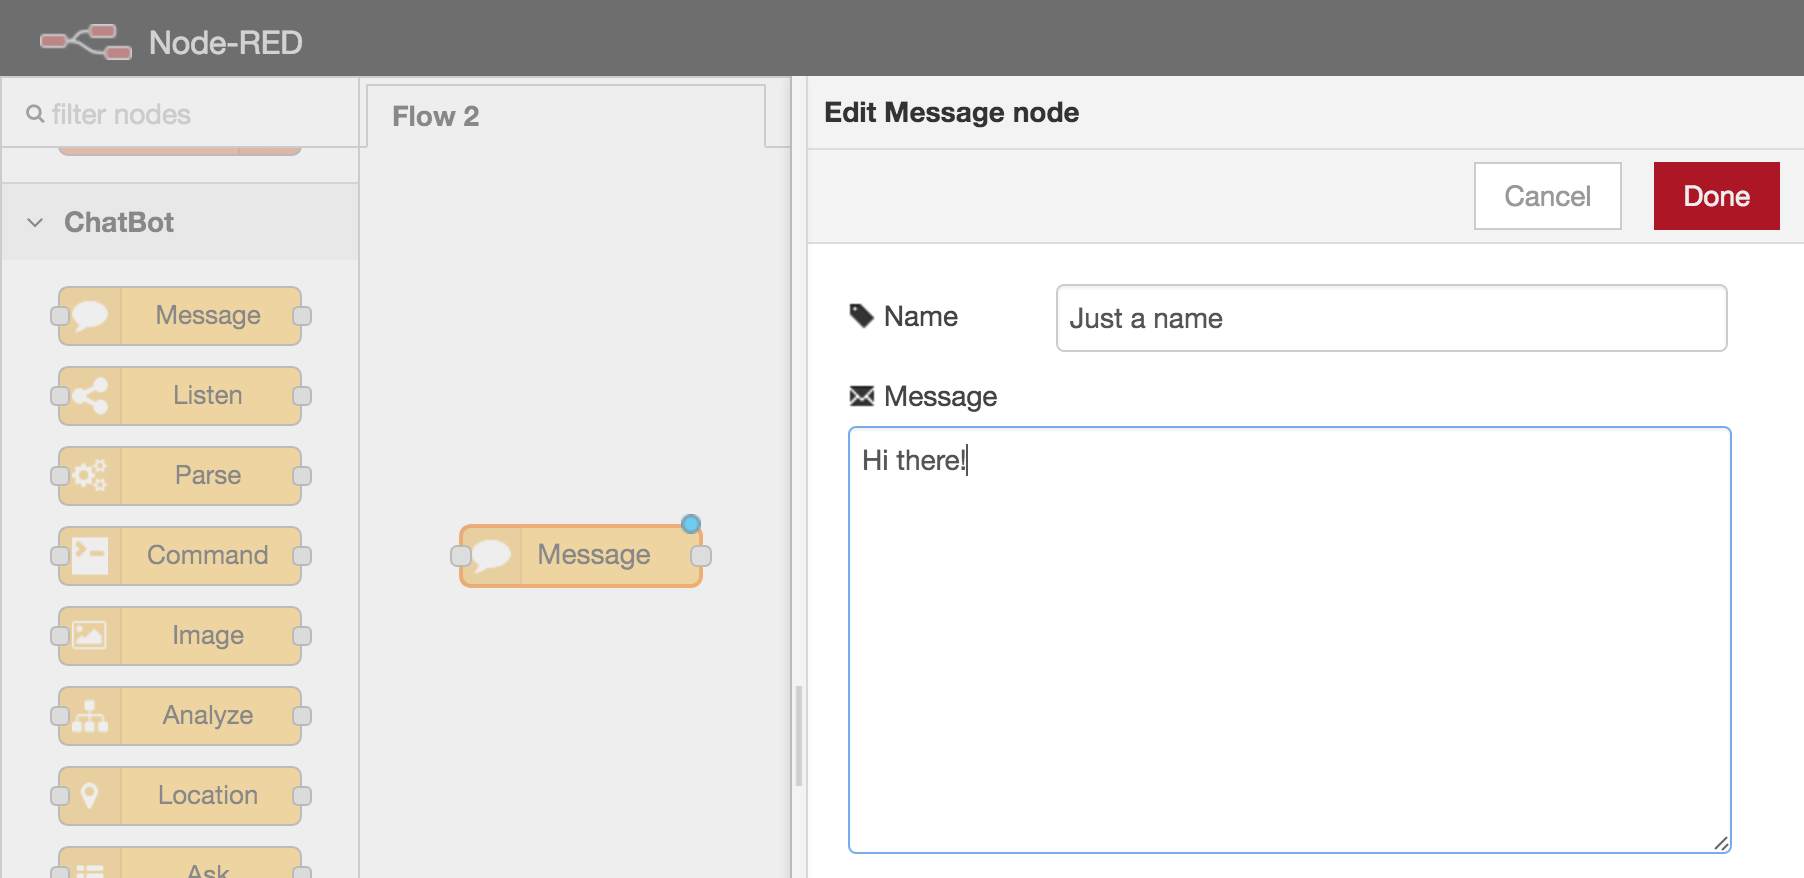 Node-RED
filter nodes
ChatBot
Message
Listen
Parse
Command
Image
Analyze
Location
Ask
Flow 2
Message
Edit Message node
Cancel
Done
Name
Just a name
Message
Hi there!